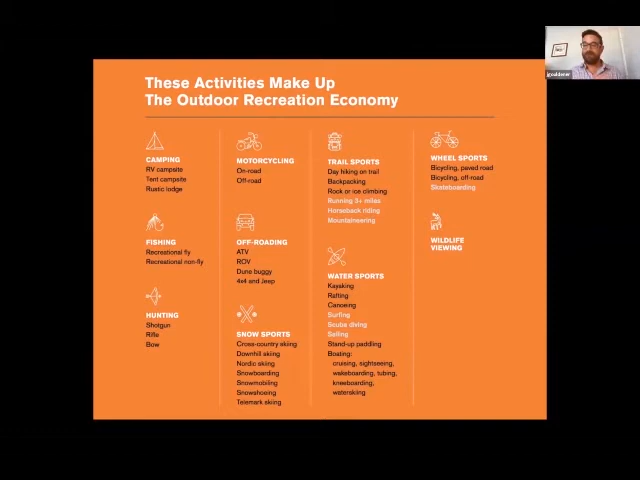 These Activities Make Up
The Outdoor Recreation Economy
CAMPING
RV campsite
Tent campsite
Rustic lodge
FISHING
Recreational fly
Recreational non-fly
HUNTING
Shotgun
Rifle
Bow
MOTORCYCLING
On-road
Off-road
OFF-ROADING
ATV
ROV
Dune buggy
4x4 and Jeep
SNOW SPORTS
Cross-country skiing
Downhill skiing
Nordic skiing
Snowboarding
Snowmobiling
Snowshoeing
Telemark skiing
TRAIL SPORTS
Day hiking on trail
Backpacking
Rock or ice climbing
Running 3+ miles
Horseback riding
Mountaineering
WATER SPORTS
Kayaking
Rafting
Canoeing
Surfing
Scuba diving
Sailing
Stand-up paddling
Boating:
cruising, sightseeing,
wakeboarding, tubing,
kneeboarding,
waterskiing
WHEEL SPORTS
Bicycling, paved road
Bicycling, off-road
Skateboarding
WILDLIFE
VIEWING